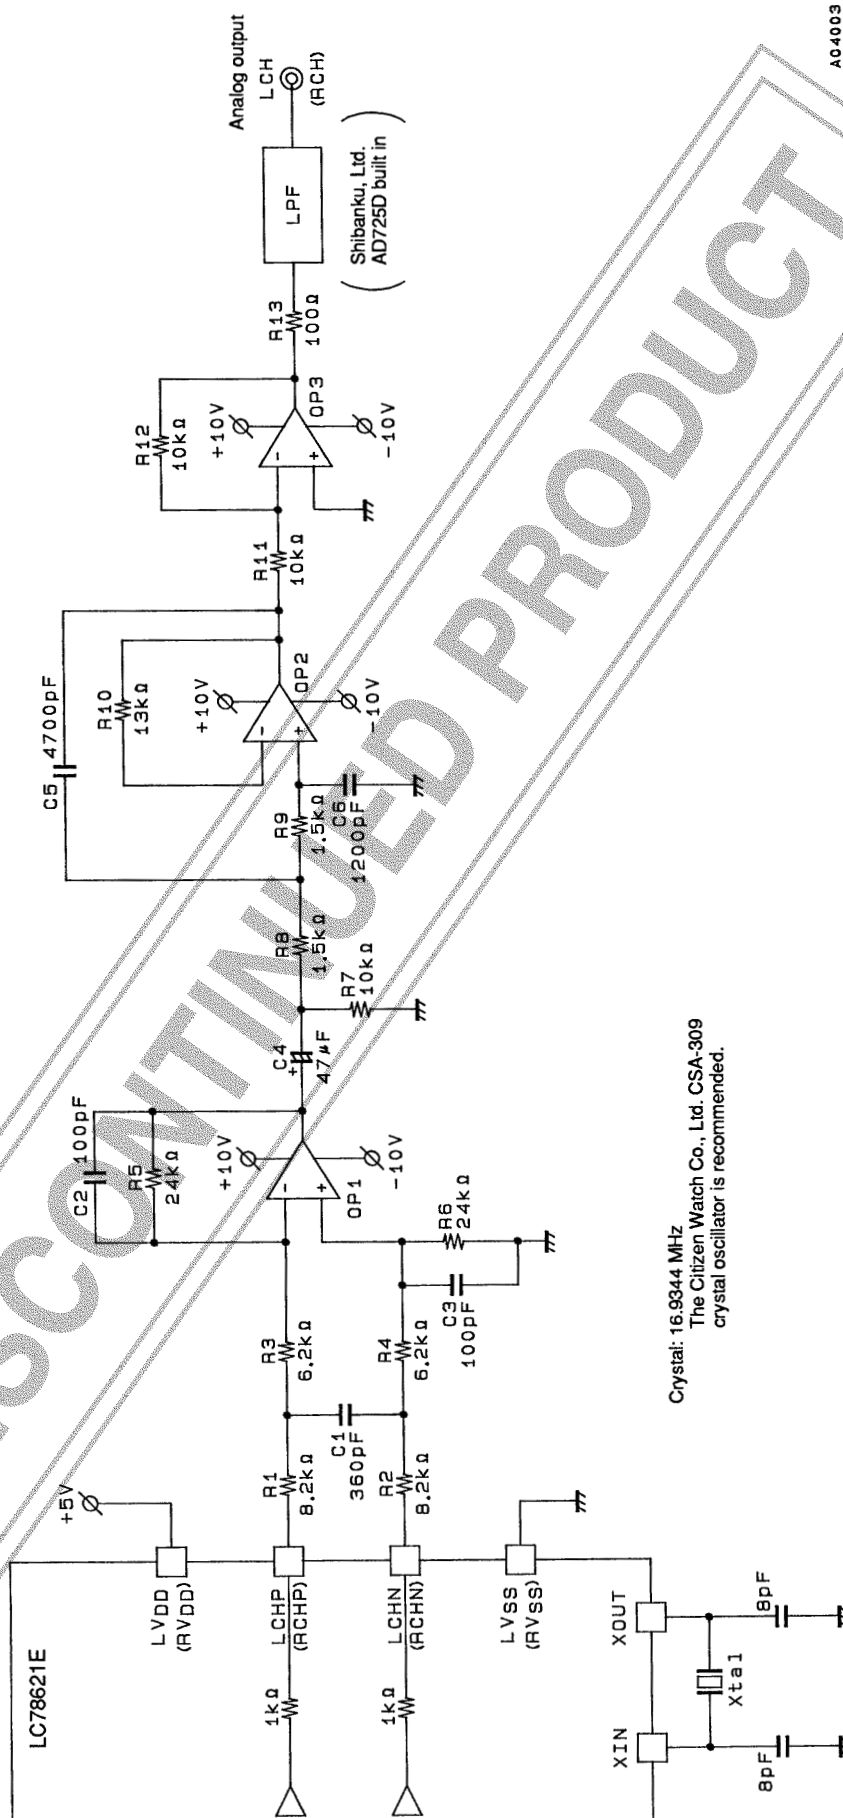 LC78621E
+5V
LVDD
(RVDD)
1kΩ
LCHP
(RCHP)
1kΩ
LCHN
(RCHN)
LVSS
(RVSS)
XIN
XOUT
Xtal
8pF
8pF
R1
8.2kΩ
C1
360pF
R2
8.2kΩ
R3
6.2kΩ
R4
6.2kΩ
C3
100pF
R6
24kΩ
C2 100pF
R5
24kΩ
+10V
-10V
OP1
C4
47μF
R7
10kΩ
R8
1.5kΩ
R9
1.5kΩ
C6
1200pF
C5 4700pF
R10
13kΩ
+10V
-10V
OP2
R11
10kΩ
R12
10kΩ
+10V
-10V
OP3
R13
100Ω
LPF
Shibanku, Ltd.
AD725D built in
Analog output
LCH
(RCH)
Crystal: 16.9344 MHz
The Citizen Watch Co., Ltd. CSA-309
crystal oscillator is recommended.
A04003
SCONTINUED PRODUCT